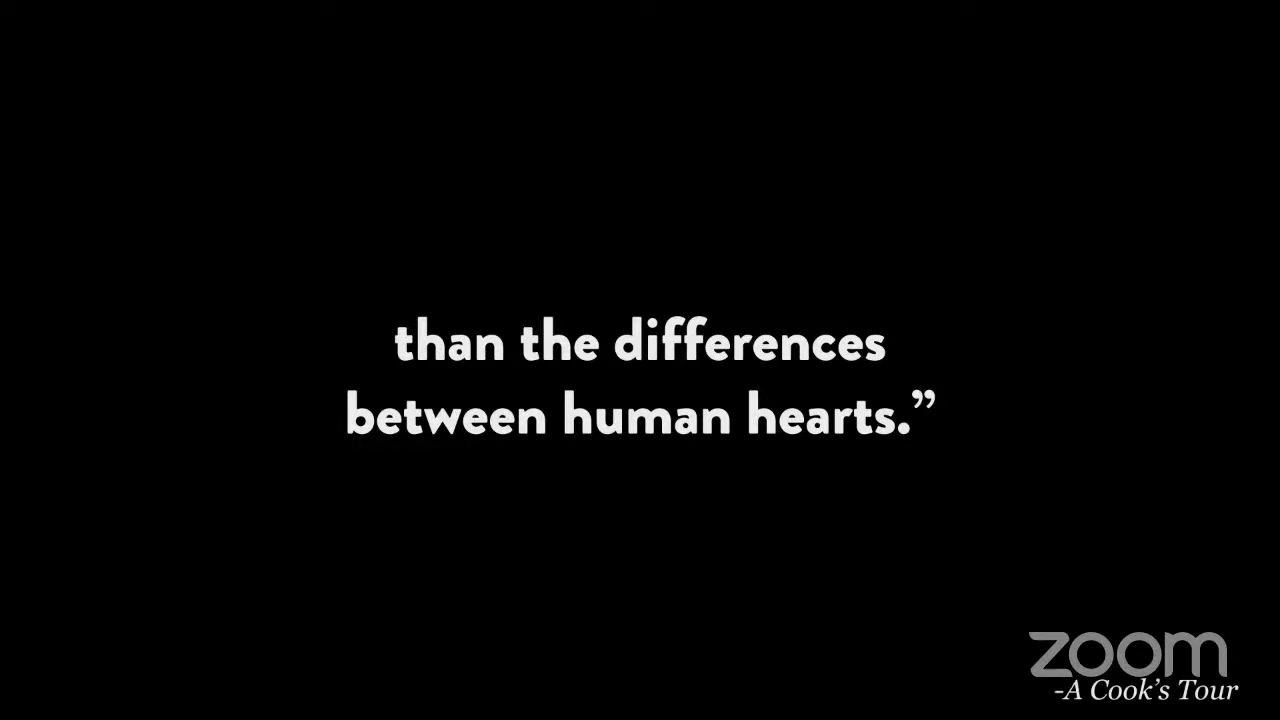 than the differences
between human hearts.”
zoom
-A Cook’s Tour